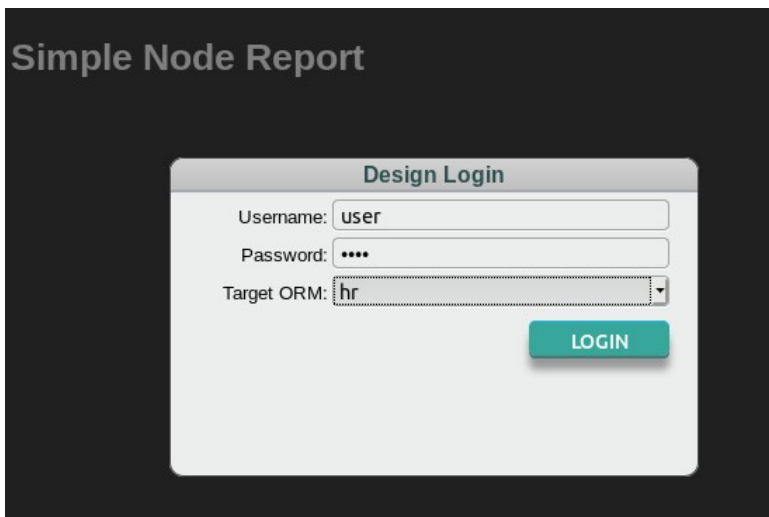 Simple Node Report
Design Login
Username: user
Password: ••••
Target ORM: hr
LOGIN